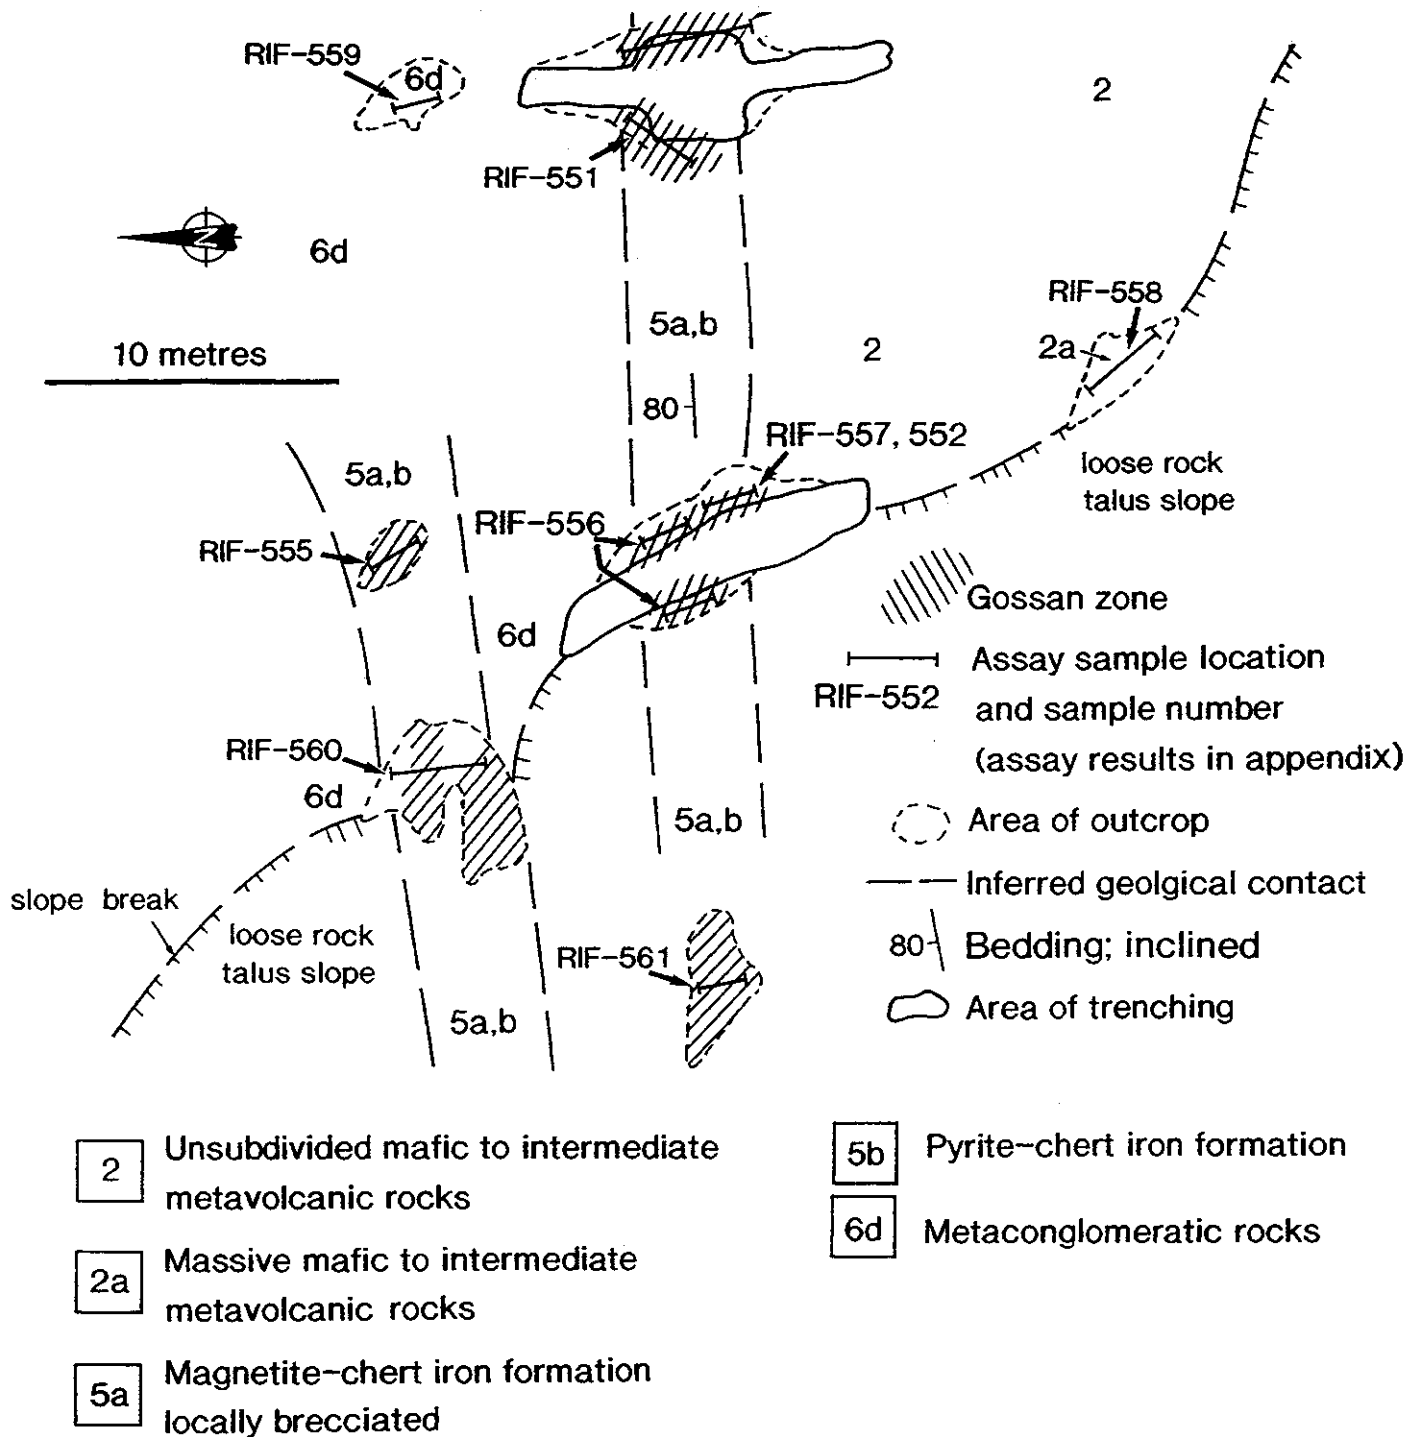 RIF-559
6d
2
RIF-551
N
6d
RIF-558
5a,b
2
2a
10 metres
80
RIF-557, 552
5a,b
loose rock
talus slope
RIF-556
RIF-555
Gossan zone
6d
Assay sample location
RIF-552
and sample number
(assay results in appendix)
RIF-560
6d
5a,b
Area of outcrop
Inferred geolgical contact
slope break
loose rock
talus slope
RIF-561
80
Bedding; inclined
5a,b
Area of trenching
2
Unsubdivided mafic to intermediate
metavolcanic rocks
2a
Massive mafic to intermediate
metavolcanic rocks
5a
Magnetite-chert iron formation
locally brecciated
5b
Pyrite-chert iron formation
6d
Metaconglomeratic rocks